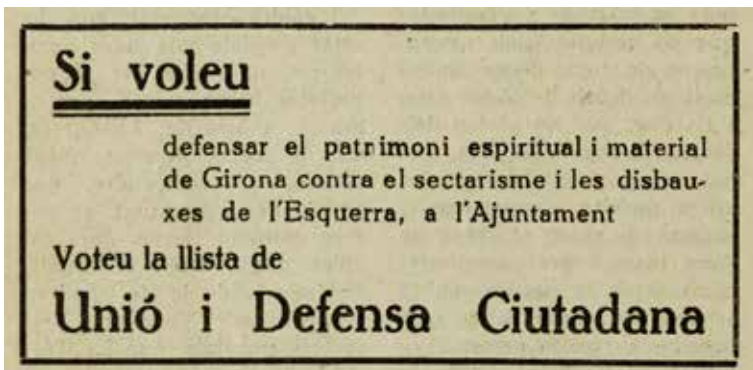 Si voleu
defensar el patrimoni espiritual i material
de Girona contra el sectarisme i les disbau-
xes de l'Esquerra, a l'Ajuntament
Voteu la llista de
Unió i Defensa Ciutadana